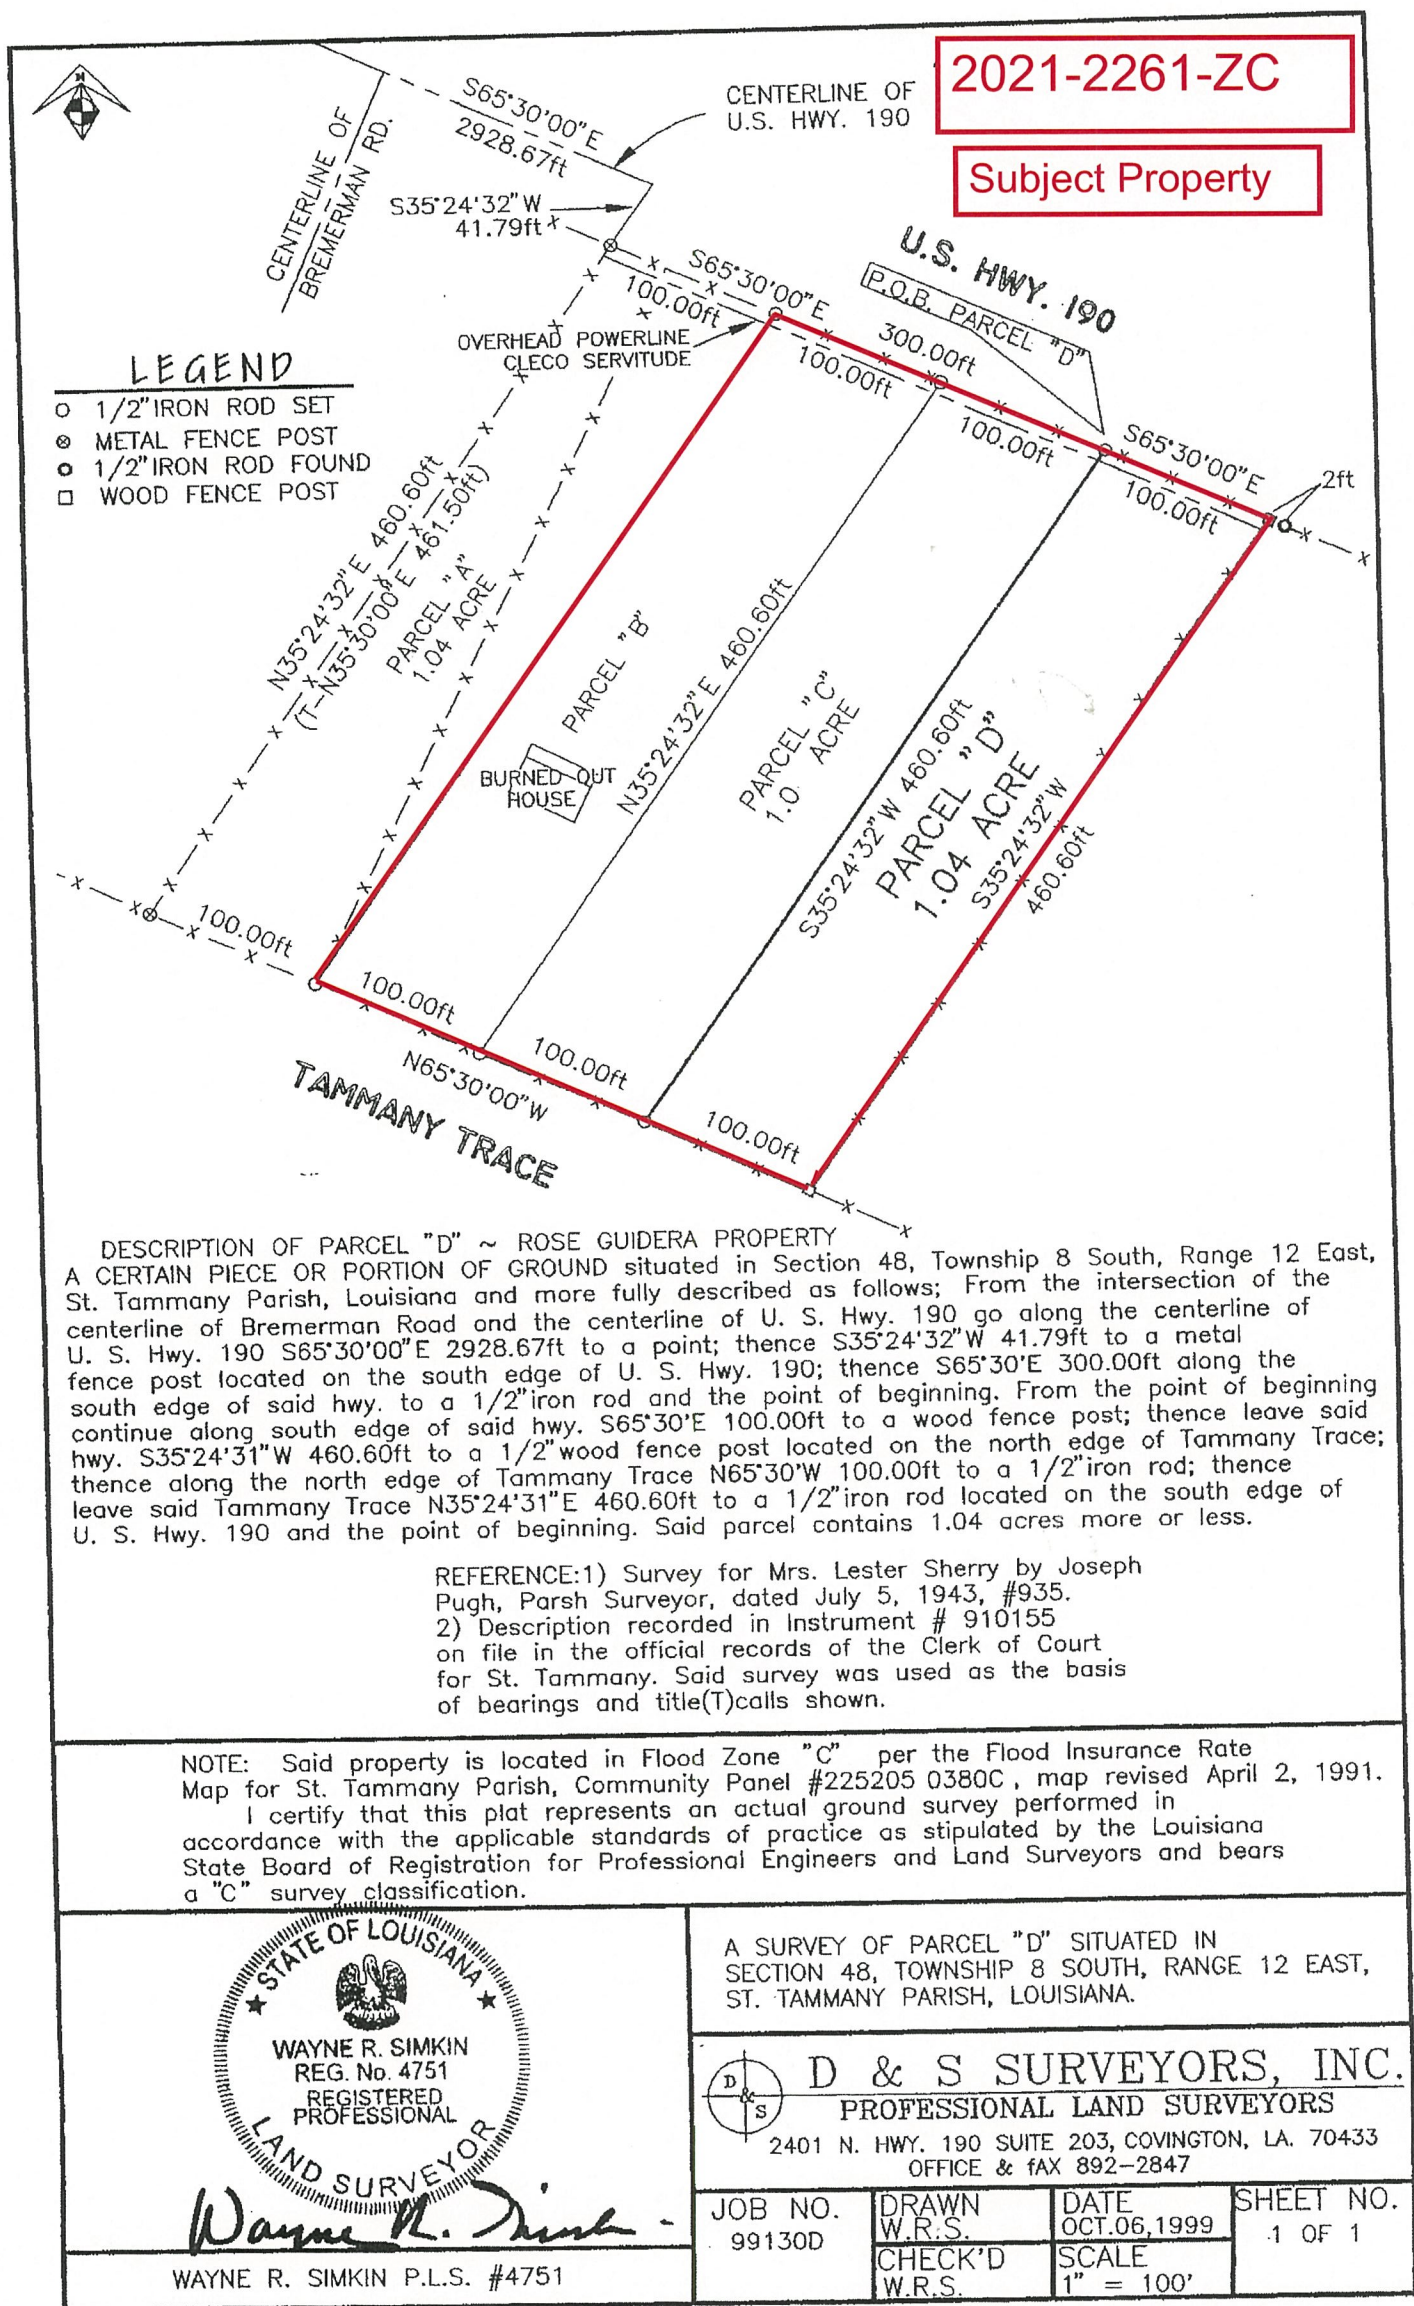 2021-2261-ZC
Subject Property
CENTERLINE OF
U.S. HWY. 190
S65°30'00"E
2928.67ft
CENTERLINE OF
BREMERMAN RD.
S35°24'32"W
41.79ft
U.S. HWY. 190
P.O.B. PARCEL "D"
S65°30'00"E
100.00ft
300.00ft
100.00ft
100.00ft
S65°30'00"E
100.00ft
2ft
OVERHEAD POWERLINE
CLECO SERVITUDE
LEGEND
1/2"IRON ROD SET
METAL FENCE POST
1/2"IRON ROD FOUND
WOOD FENCE POST
N35°24'32"E 460.60ft
(T-N35°30'00"E 461.50ft)
PARCEL "A"
1.04 ACRE
PARCEL "B"
BURNED OUT
HOUSE
N35°24'32"E 460.60ft
PARCEL "C"
1.0 ACRE
S35°24'32"W 460.60ft
PARCEL "D"
1.04 ACRE
S35°24'32"W
460.60ft
100.00ft
100.00ft
100.00ft
100.00ft
N65°30'00"W
TAMMANY TRACE
DESCRIPTION OF PARCEL "D" ~ ROSE GUIDERA PROPERTY
A CERTAIN PIECE OR PORTION OF GROUND situated in Section 48, Township 8 South, Range 12 East,
St. Tammany Parish, Louisiana and more fully described as follows; From the intersection of the
centerline of Bremerman Road and the centerline of U. S. Hwy. 190 go along the centerline of
U. S. Hwy. 190 S65°30'00"E 2928.67ft to a point; thence S35°24'32"W 41.79ft to a metal
fence post located on the south edge of U. S. Hwy. 190; thence S65°30'E 300.00ft along the
south edge of said hwy. to a 1/2"iron rod and the point of beginning. From the point of beginning
continue along south edge of said hwy. S65°30'E 100.00ft to a wood fence post; thence leave said
hwy. S35°24'31"W 460.60ft to a 1/2"wood fence post located on the north edge of Tammany Trace;
thence along the north edge of Tammany Trace N65°30'W 100.00ft to a 1/2"iron rod; thence
leave said Tammany Trace N35°24'31"E 460.60ft to a 1/2"iron rod located on the south edge of
U. S. Hwy. 190 and the point of beginning. Said parcel contains 1.04 acres more or less.
REFERENCE:1) Survey for Mrs. Lester Sherry by Joseph
Pugh, Parsh Surveyor, dated July 5, 1943, #935.
2) Description recorded in Instrument # 910155
on file in the official records of the Clerk of Court
for St. Tammany. Said survey was used as the basis
of bearings and title(T)calls shown.
NOTE: Said property is located in Flood Zone "C" per the Flood Insurance Rate
Map for St. Tammany Parish, Community Panel #225205 0380C, map revised April 2, 1991.
I certify that this plat represents an actual ground survey performed in
accordance with the applicable standards of practice as stipulated by the Louisiana
State Board of Registration for Professional Engineers and Land Surveyors and bears
a "C" survey classification.
STATE OF LOUISIANA
WAYNE R. SIMKIN
REG. No. 4751
REGISTERED
PROFESSIONAL
LAND SURVEYOR
Wayne R. Simkin
WAYNE R. SIMKIN P.L.S. #4751
A SURVEY OF PARCEL "D" SITUATED IN
SECTION 48, TOWNSHIP 8 SOUTH, RANGE 12 EAST,
ST. TAMMANY PARISH, LOUISIANA.
D & S
D & S SURVEYORS, INC.
PROFESSIONAL LAND SURVEYORS
2401 N. HWY. 190 SUITE 203, COVINGTON, LA. 70433
OFFICE & fAX 892-2847
JOB NO.
99130D
DRAWN
W.R.S.
CHECK'D
W.R.S.
DATE
OCT.06,1999
SCALE
1" = 100'
SHEET NO.
1 OF 1